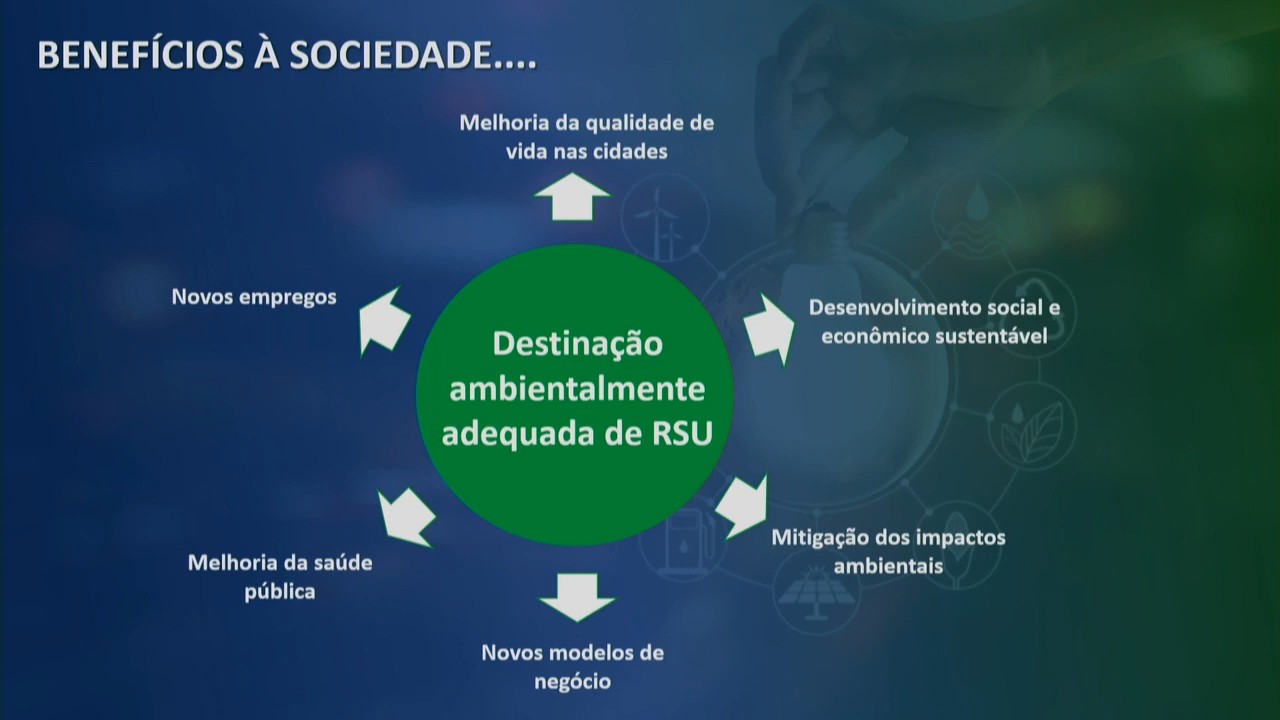 BENEFÍCIOS À SOCIEDADE....
Melhoria da qualidade de
vida nas cidades
Novos empregos
Desenvolvimento social e
econômico sustentável
Destinação
ambientalmente
adequada de RSU
Mitigação dos impactos
ambientais
Melhoria da saúde
pública
Novos modelos de
negócio